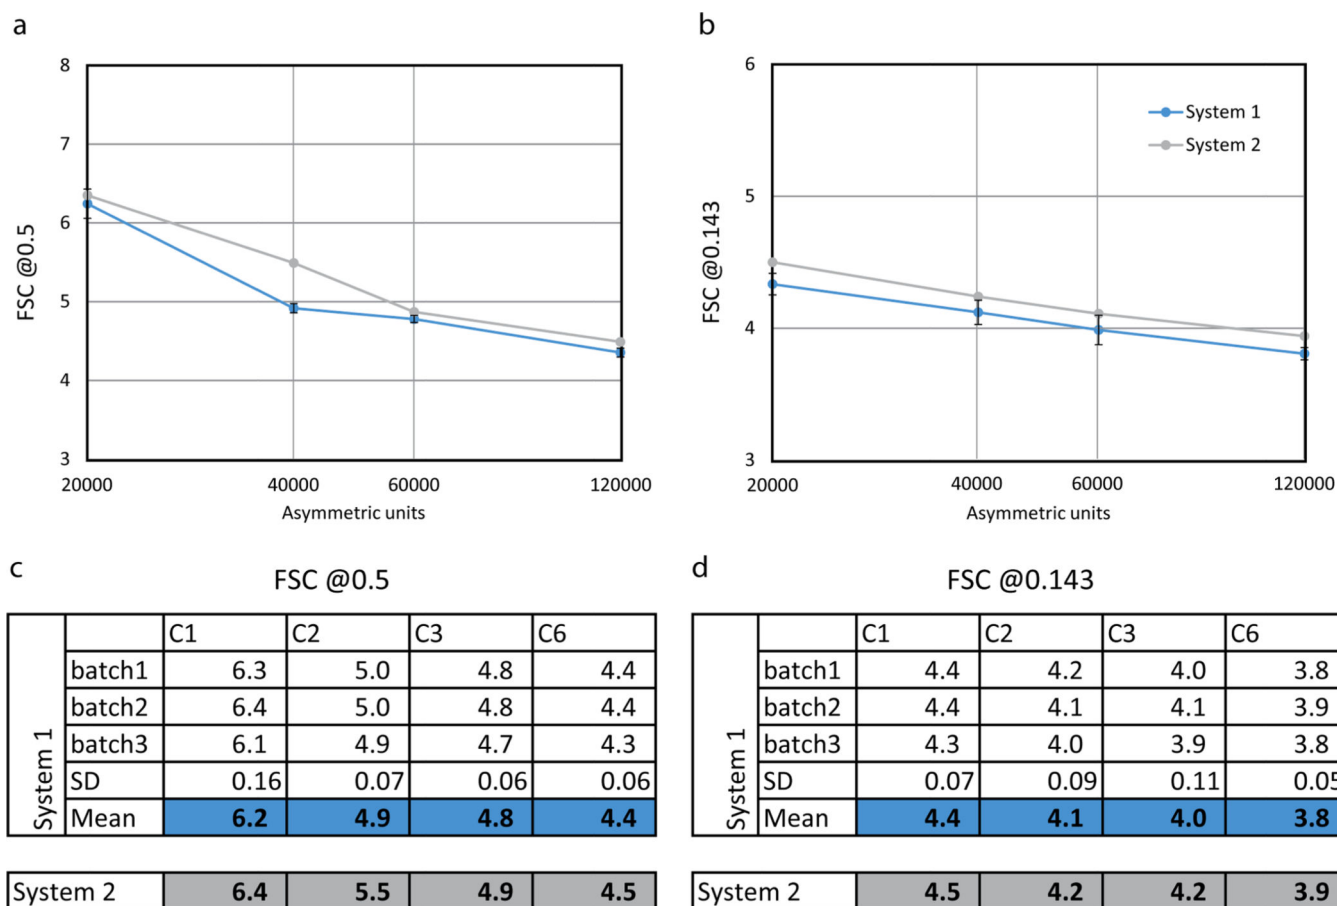 a
8
7
6
5
4
3
FSC @0.5
20000 40000 60000 120000
Asymmetric units
b
6
5
4
3
FSC @0.143
System 1
System 2
20000 40000 60000 120000
Asymmetric units
c
FSC @0.5
System 1
C1 C2 C3 C6
batch1 6.3 5.0 4.8 4.4
batch2 6.4 5.0 4.8 4.4
batch3 6.1 4.9 4.7 4.3
SD 0.16 0.07 0.06 0.06
Mean 6.2 4.9 4.8 4.4
System 2 6.4 5.5 4.9 4.5
d
FSC @0.143
System 1
C1 C2 C3 C6
batch1 4.4 4.2 4.0 3.8
batch2 4.4 4.1 4.1 3.9
batch3 4.3 4.0 3.9 3.8
SD 0.07 0.09 0.11 0.05
Mean 4.4 4.1 4.0 3.8
System 2 4.5 4.2 4.2 3.9